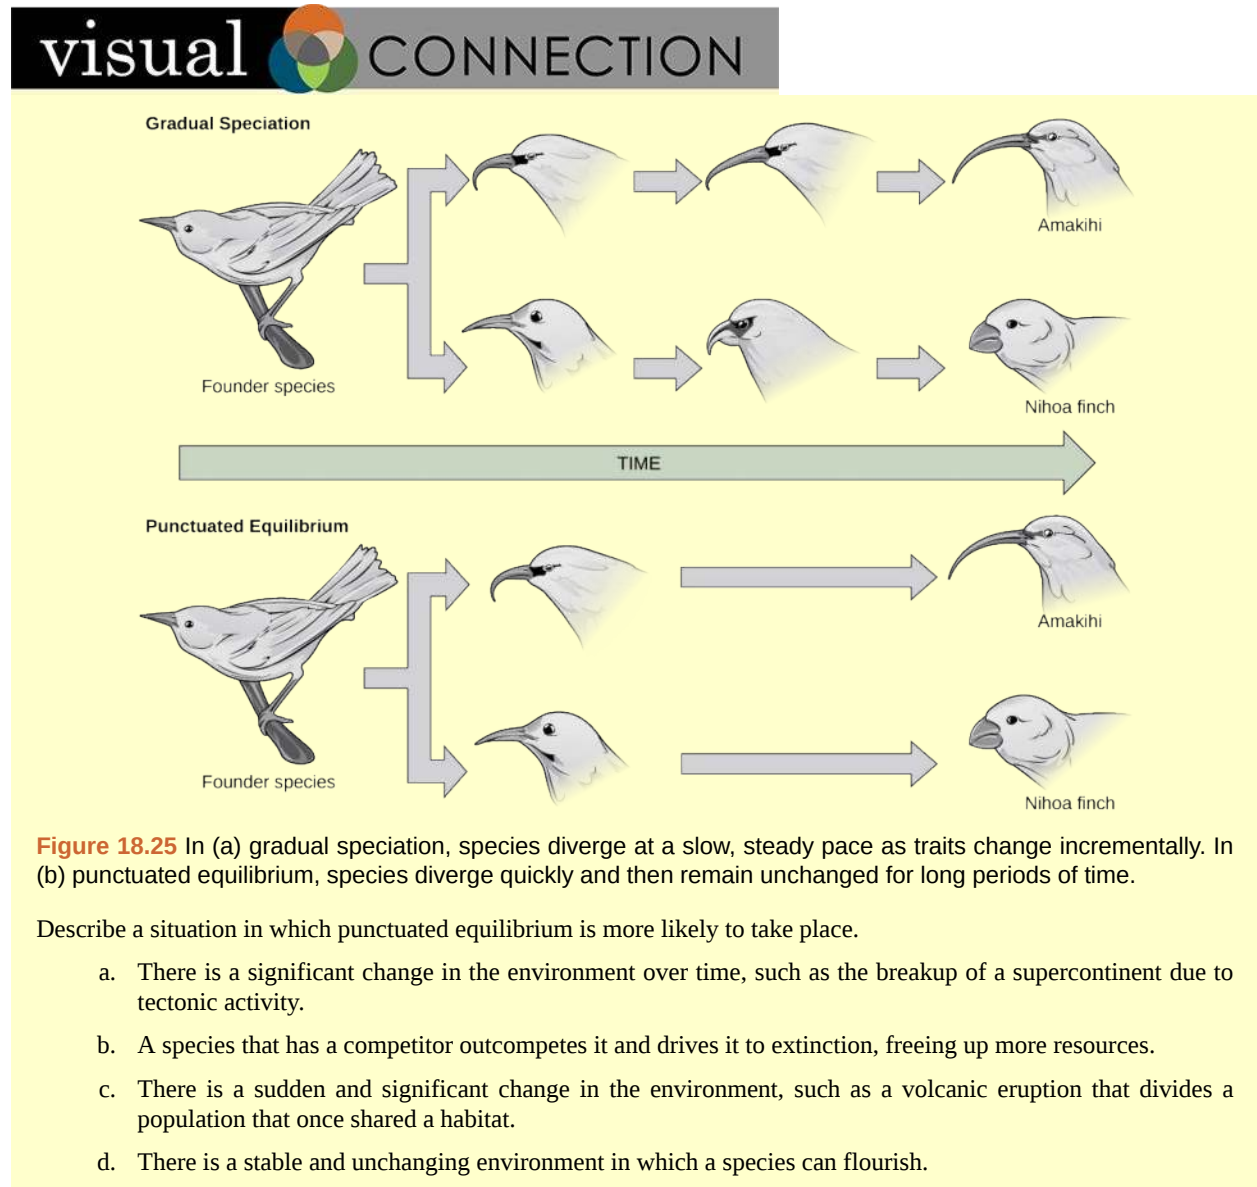 visual CONNECTION
Gradual Speciation
Amakihi
Founder species
Nihoa finch
TIME
Punctuated Equilibrium
Amakihi
Founder species
Nihoa finch
Figure 18.25 In (a) gradual speciation, species diverge at a slow, steady pace as traits change incrementally. In
(b) punctuated equilibrium, species diverge quickly and then remain unchanged for long periods of time.
Describe a situation in which punctuated equilibrium is more likely to take place.
a. There is a significant change in the environment over time, such as the breakup of a supercontinent due to
tectonic activity.
b. A species that has a competitor outcompetes it and drives it to extinction, freeing up more resources.
c. There is a sudden and significant change in the environment, such as a volcanic eruption that divides a
population that once shared a habitat.
d. There is a stable and unchanging environment in which a species can flourish.